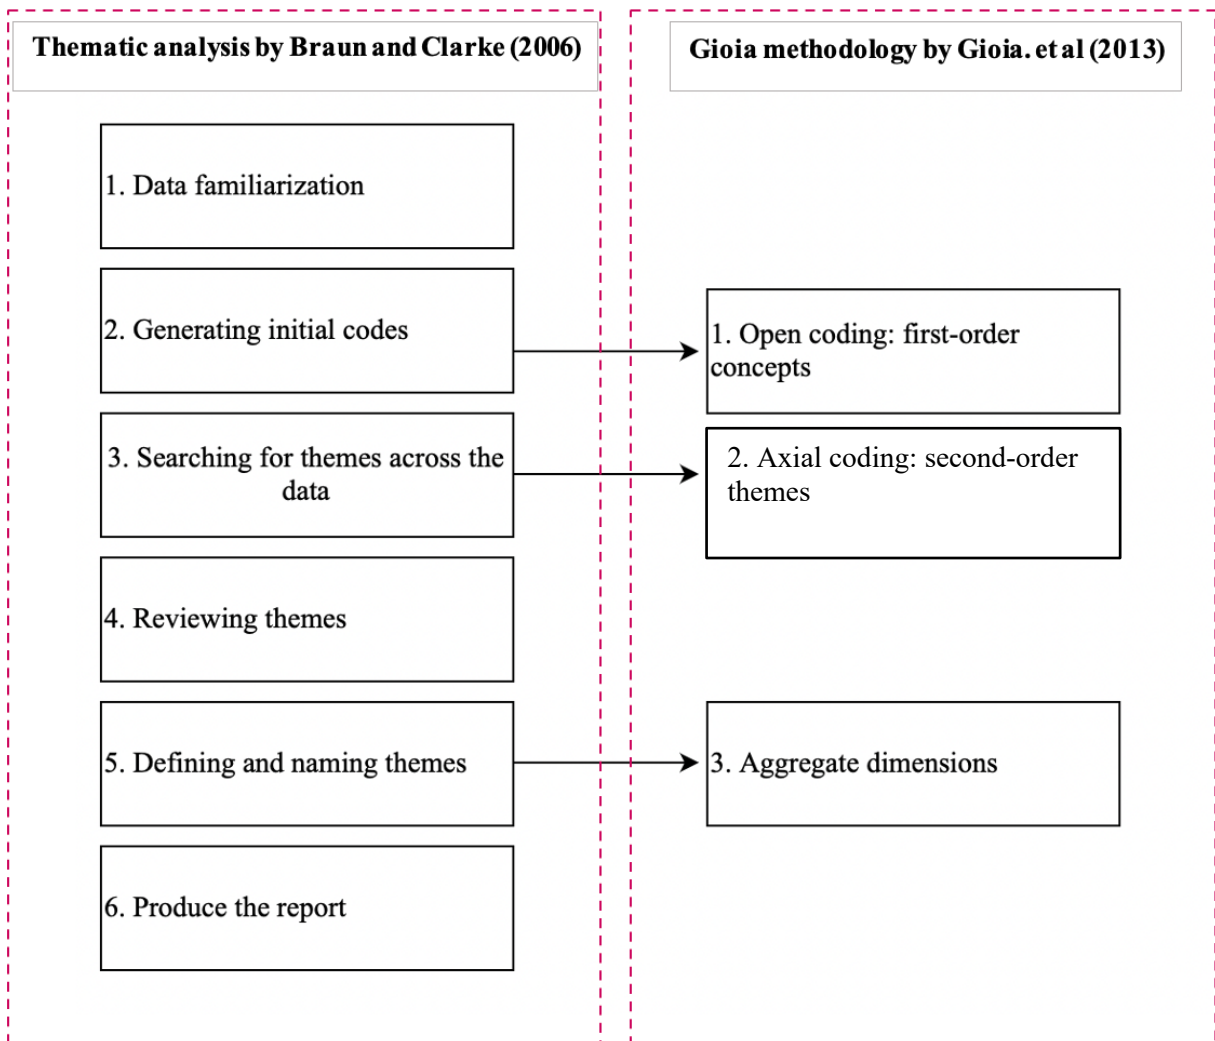 Thematic analysis by Braun and Clarke (2006)
Gioia methodology by Gioia. et al (2013)
1. Data familiarization
2. Generating initial codes
1. Open coding: first-order
concepts
3. Searching for themes across the
data
2. Axial coding: second-order
themes
4. Reviewing themes
5. Defining and naming themes
3. Aggregate dimensions
6. Produce the report